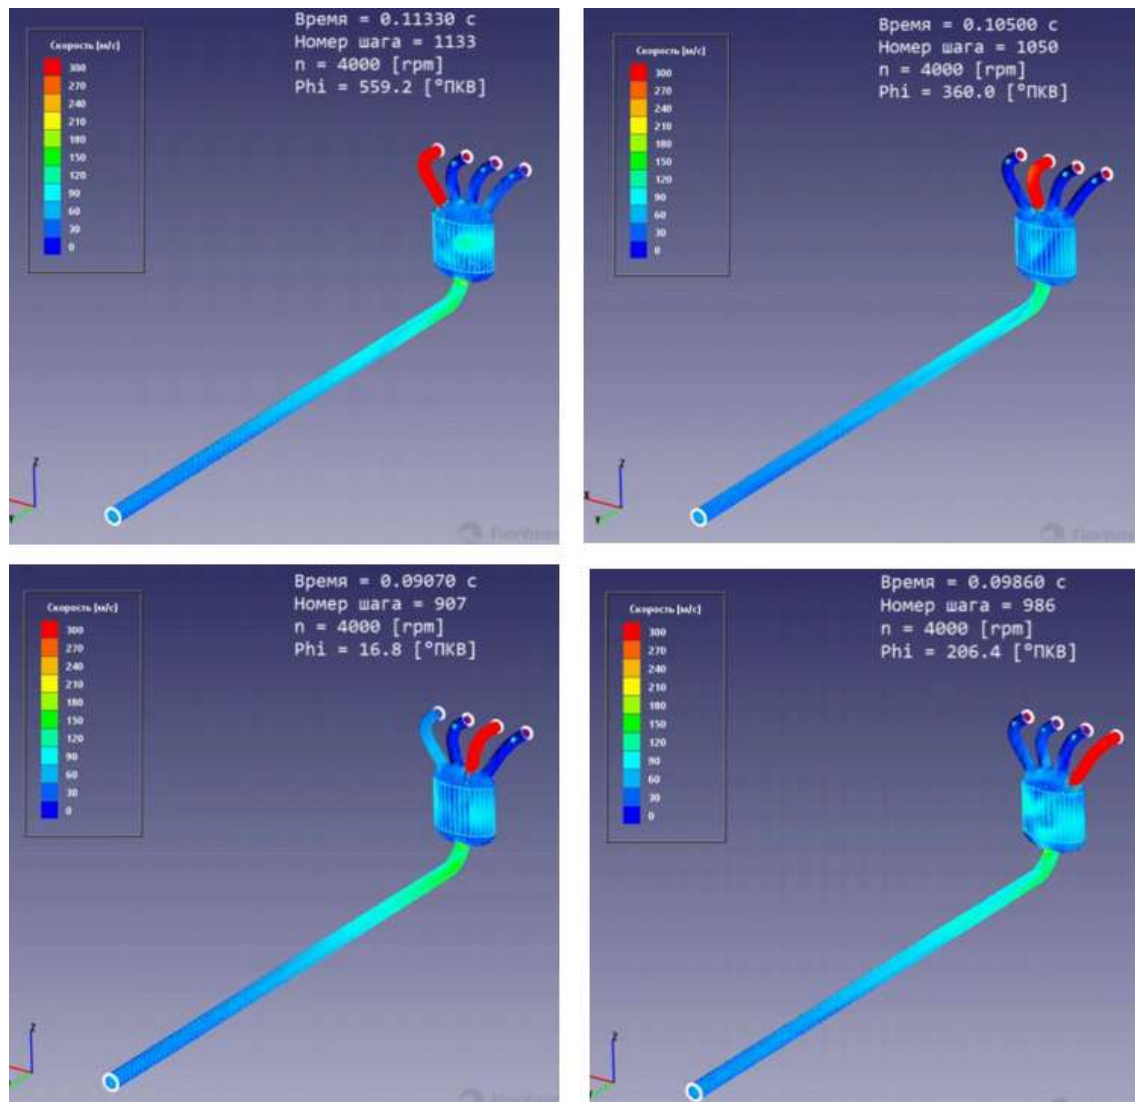 Время = 0.11330 с
Номер шага = 1133
n = 4000 [rpm]
Phi = 559.2 [°ПКВ]
Скорость [м/с]
300
270
240
210
180
150
120
90
60
30
0
Z
Y
Время = 0.10500 с
Номер шага = 1050
n = 4000 [rpm]
Phi = 360.0 [°ПКВ]
Скорость [м/с]
300
270
240
210
180
150
120
90
60
30
0
Z
X
Y
Время = 0.09070 с
Номер шага = 907
n = 4000 [rpm]
Phi = 16.8 [°ПКВ]
Скорость [м/с]
300
270
240
210
180
150
120
90
60
30
0
Z
Время = 0.09860 с
Номер шага = 986
n = 4000 [rpm]
Phi = 206.4 [°ПКВ]
Скорость [м/с]
300
270
240
210
180
150
120
90
60
30
0
Z